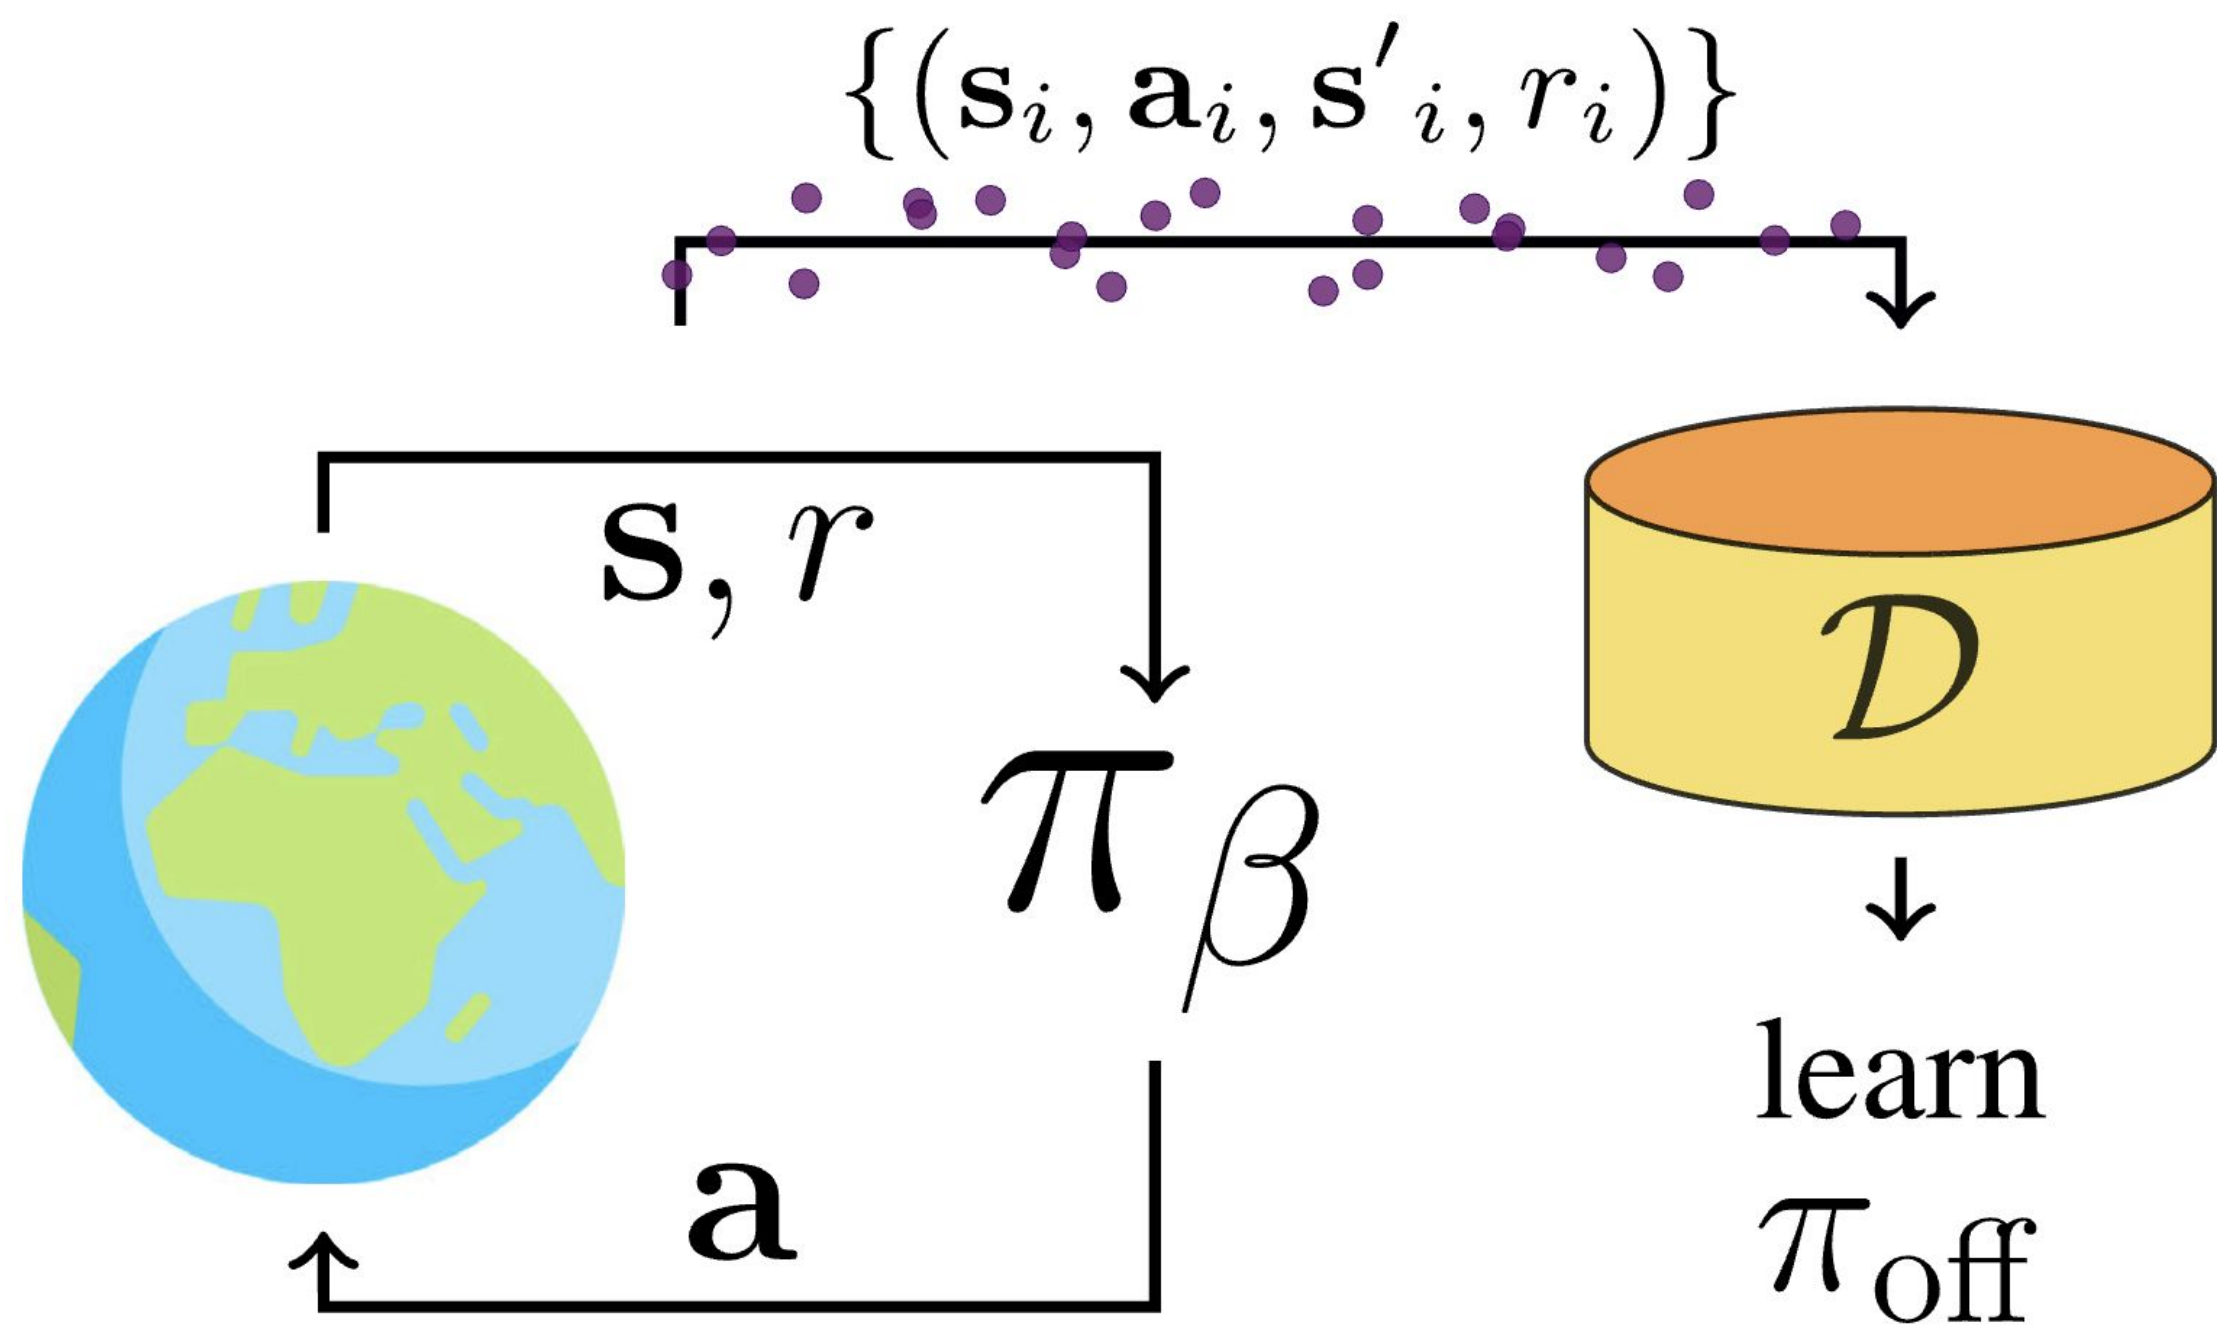 {(𝐬ᵢ, 𝐚ᵢ, 𝐬′ᵢ, rᵢ)}
𝐬, r
π_β
𝒟
𝐚
learn
π_off